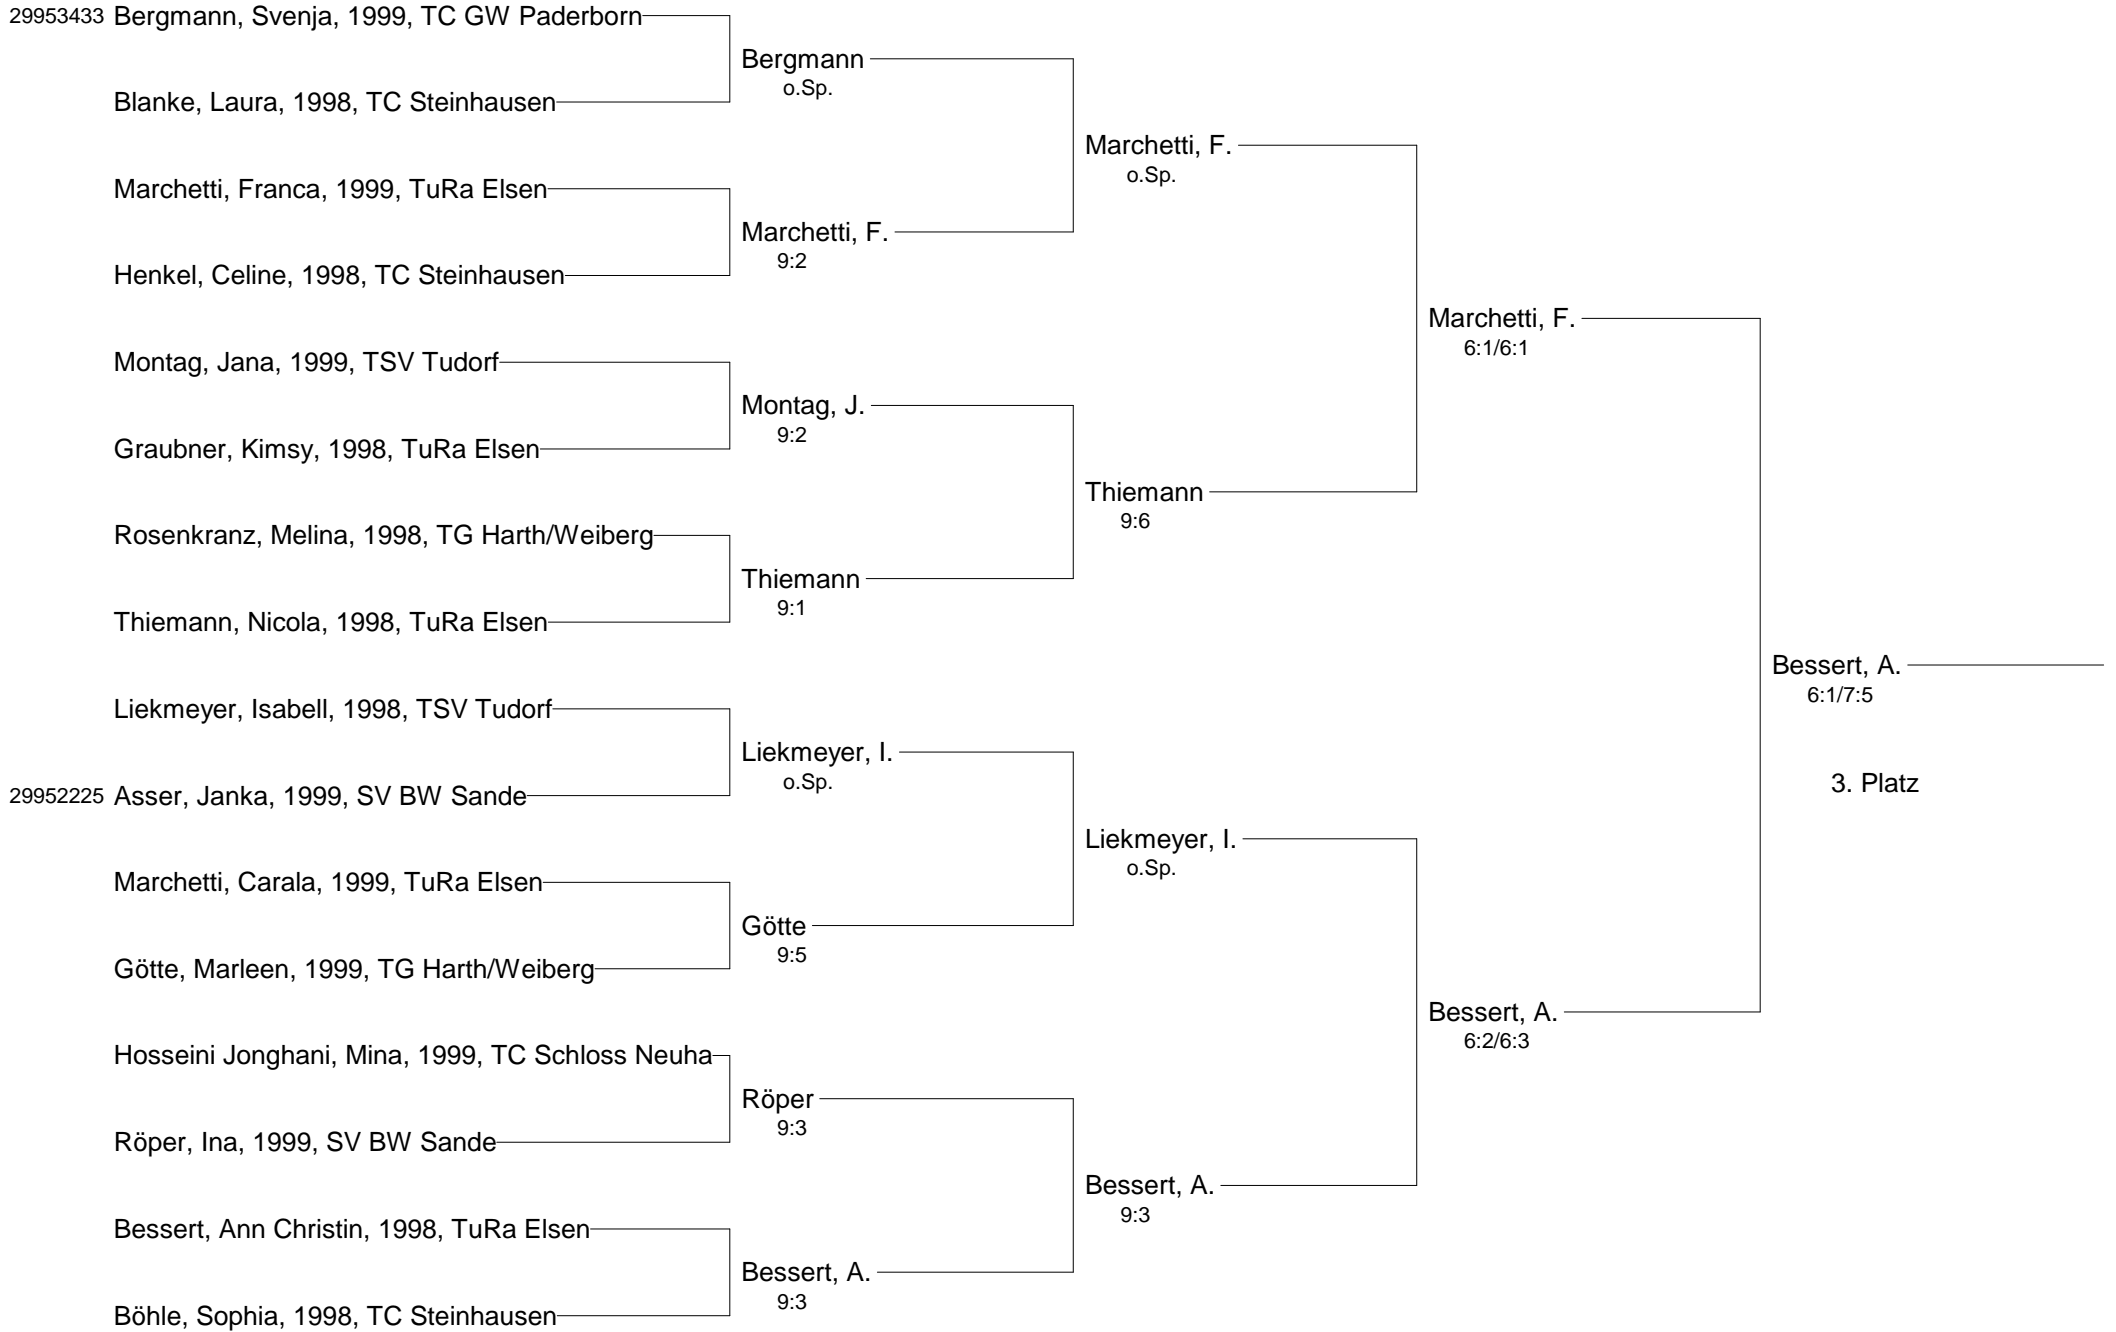 29953433 Bergmann, Svenja, 1999, TC GW Paderborn
Bergmann
o.Sp.
Blanke, Laura, 1998, TC Steinhausen
Marchetti, F.
o.Sp.
Marchetti, Franca, 1999, TuRa Elsen
Marchetti, F.
9:2
Henkel, Celine, 1998, TC Steinhausen
Marchetti, F.
6:1/6:1
Montag, Jana, 1999, TSV Tudorf
Montag, J.
9:2
Graubner, Kimsy, 1998, TuRa Elsen
Thiemann
9:6
Rosenkranz, Melina, 1998, TG Harth/Weiberg
Thiemann
9:1
Thiemann, Nicola, 1998, TuRa Elsen
Bessert, A.
6:1/7:5
Liekmeyer, Isabell, 1998, TSV Tudorf
Liekmeyer, I.
o.Sp.
3. Platz
29952225 Asser, Janka, 1999, SV BW Sande
Liekmeyer, I.
o.Sp.
Marchetti, Carala, 1999, TuRa Elsen
Götte
9:5
Götte, Marleen, 1999, TG Harth/Weiberg
Bessert, A.
6:2/6:3
Hosseini Jonghani, Mina, 1999, TC Schloss Neuha
Röper
9:3
Röper, Ina, 1999, SV BW Sande
Bessert, A.
9:3
Bessert, Ann Christin, 1998, TuRa Elsen
Bessert, A.
9:3
Böhle, Sophia, 1998, TC Steinhausen